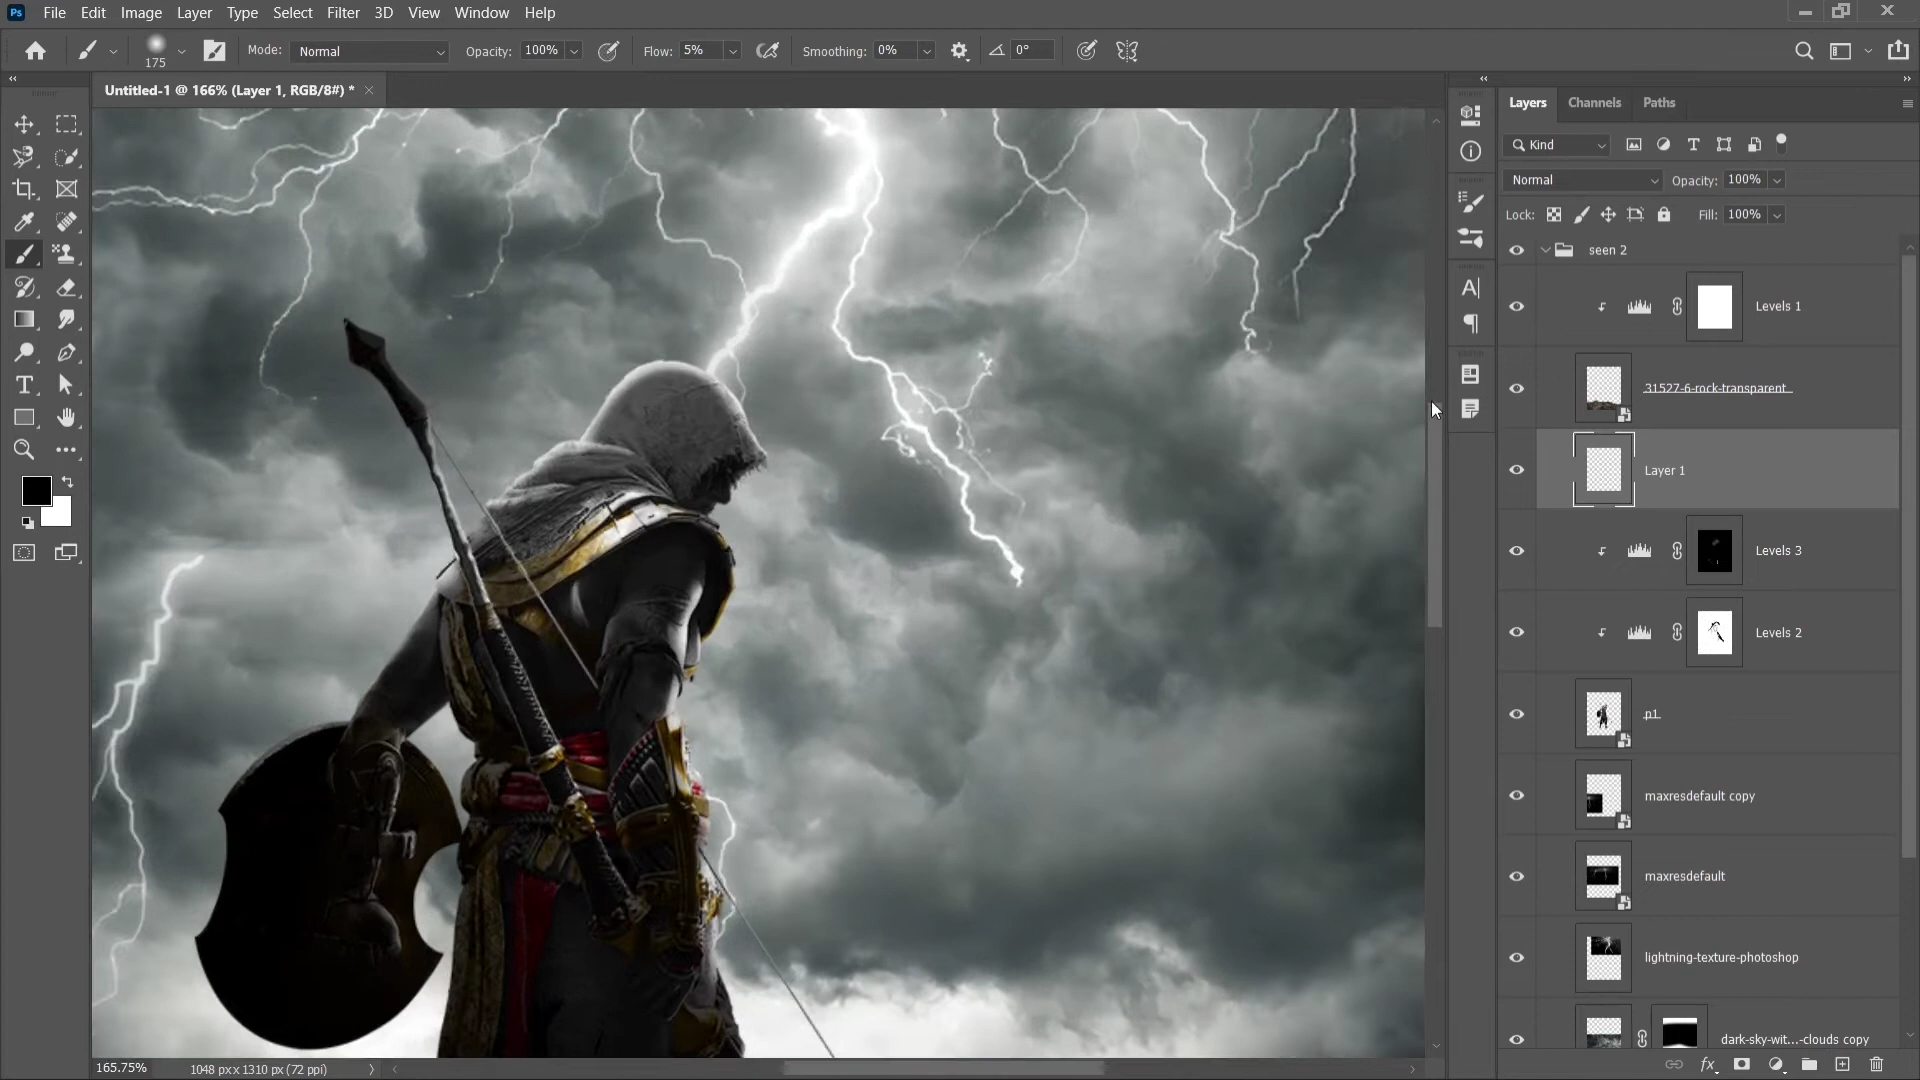 Ps File Edit Image Layer Type Select Filter 3D View Window Help
175 Mode: Normal Opacity: 100% Flow: 5% Smoothing: 0% 0°
Untitled-1 @ 166% (Layer 1, RGB/8#) *
Layers Channels Paths
Kind
Normal Opacity: 100%
Lock: Fill: 100%
seen 2
Levels 1
31527-6-rock-transparent
Layer 1
Levels 3
Levels 2
p1
maxresdefault copy
maxresdefault
lightning-texture-photoshop
dark-sky-wit...-clouds copy
165.75% 1048 px x 1310 px (72 ppi)
fx